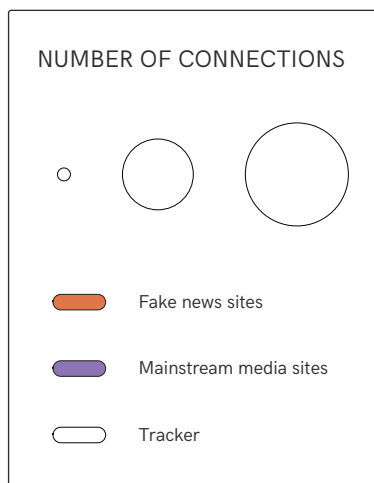 NUMBER OF CONNECTIONS
Fake news sites
Mainstream media sites
Tracker